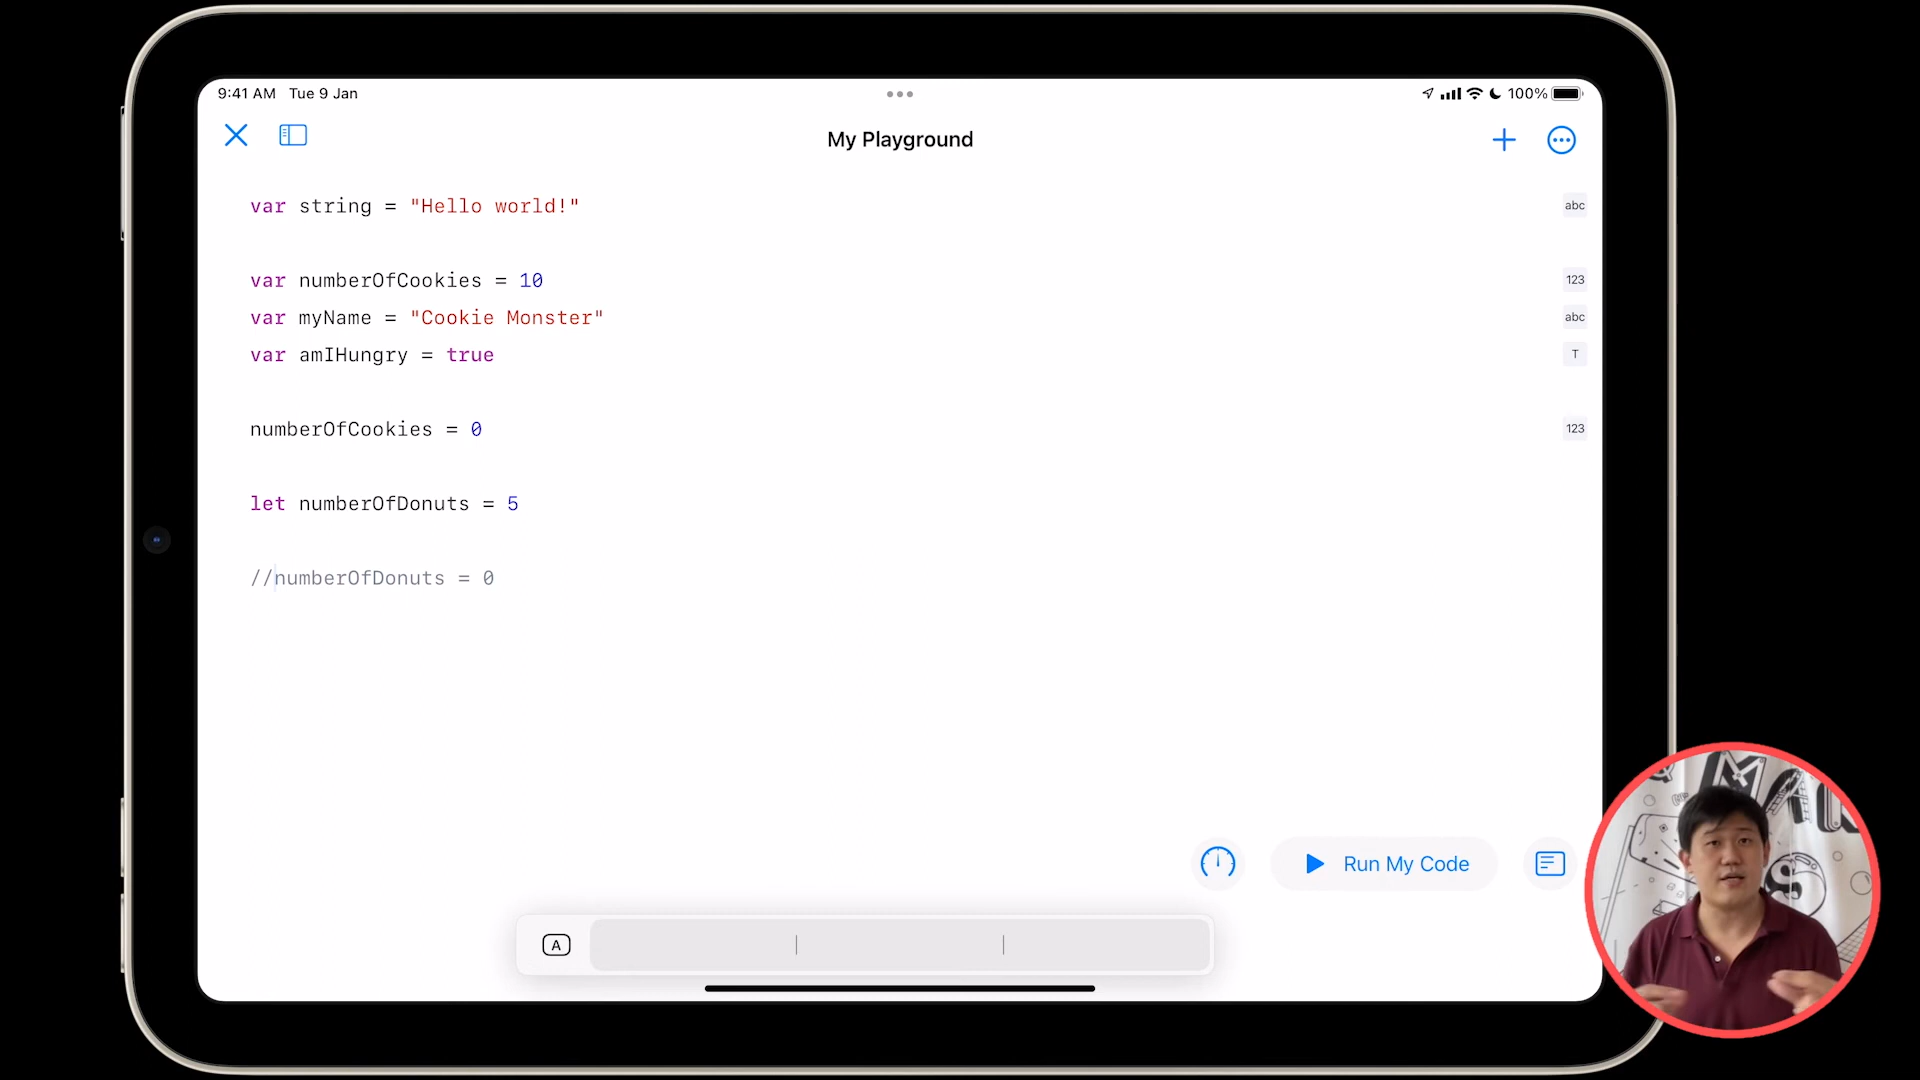 9:41 AM Tue 9 Jan
100%
My Playground
var string = "Hello world!"
abc
var numberOfCookies = 10
123
var myName = "Cookie Monster"
abc
var amIHungry = true
T
numberOfCookies = 0
123
let numberOfDonuts = 5
//numberOfDonuts = 0
Run My Code
A